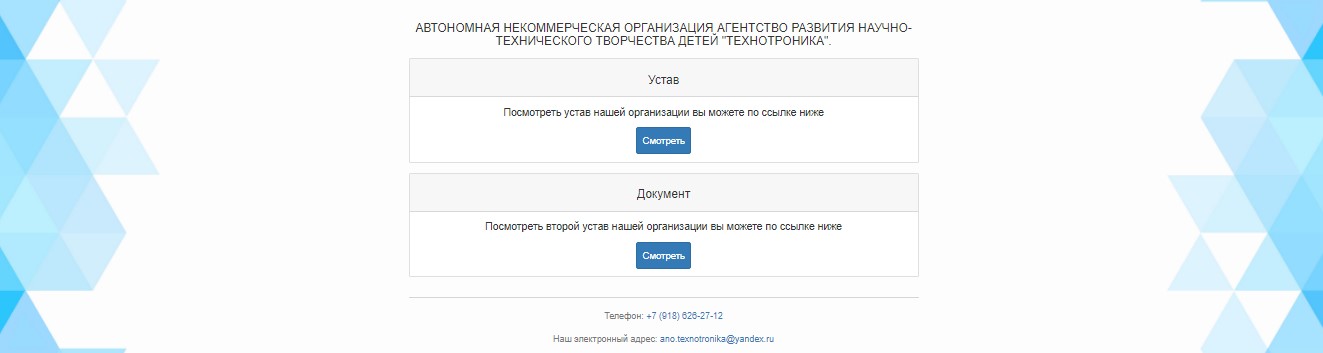 АВТОНОМНАЯ НЕКОММЕРЧЕСКАЯ ОРГАНИЗАЦИЯ АГЕНТСТВО РАЗВИТИЯ НАУЧНО-
ТЕХНИЧЕСКОГО ТВОРЧЕСТВА ДЕТЕЙ "ТЕХНОТРОНИКА".
Устав
Посмотреть устав нашей организации вы можете по ссылке ниже
Смотреть
Документ
Посмотреть второй устав нашей организации вы можете по ссылке ниже
Смотреть
Телефон: +7 (918) 626-27-12
Наш электронный адрес: ano.texnotronika@yandex.ru